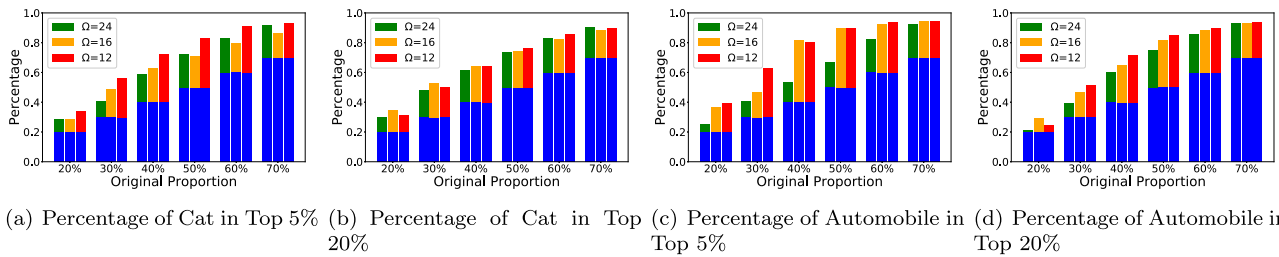 1.0
0.8
0.6
0.4
0.2
0.0
Percentage
Ω=24
Ω=16
Ω=12
20% 30% 40% 50% 60% 70%
Original Proportion
(a) Percentage of Cat in Top 5%
1.0
0.8
0.6
0.4
0.2
0.0
Percentage
Ω=24
Ω=16
Ω=12
20% 30% 40% 50% 60% 70%
Original Proportion
(b) Percentage of Cat in Top
20%
1.0
0.8
0.6
0.4
0.2
0.0
Percentage
Ω=24
Ω=16
Ω=12
20% 30% 40% 50% 60% 70%
Original Proportion
(c) Percentage of Automobile in
Top 5%
1.0
0.8
0.6
0.4
0.2
0.0
Percentage
Ω=24
Ω=16
Ω=12
20% 30% 40% 50% 60% 70%
Original Proportion
(d) Percentage of Automobile in
Top 20%